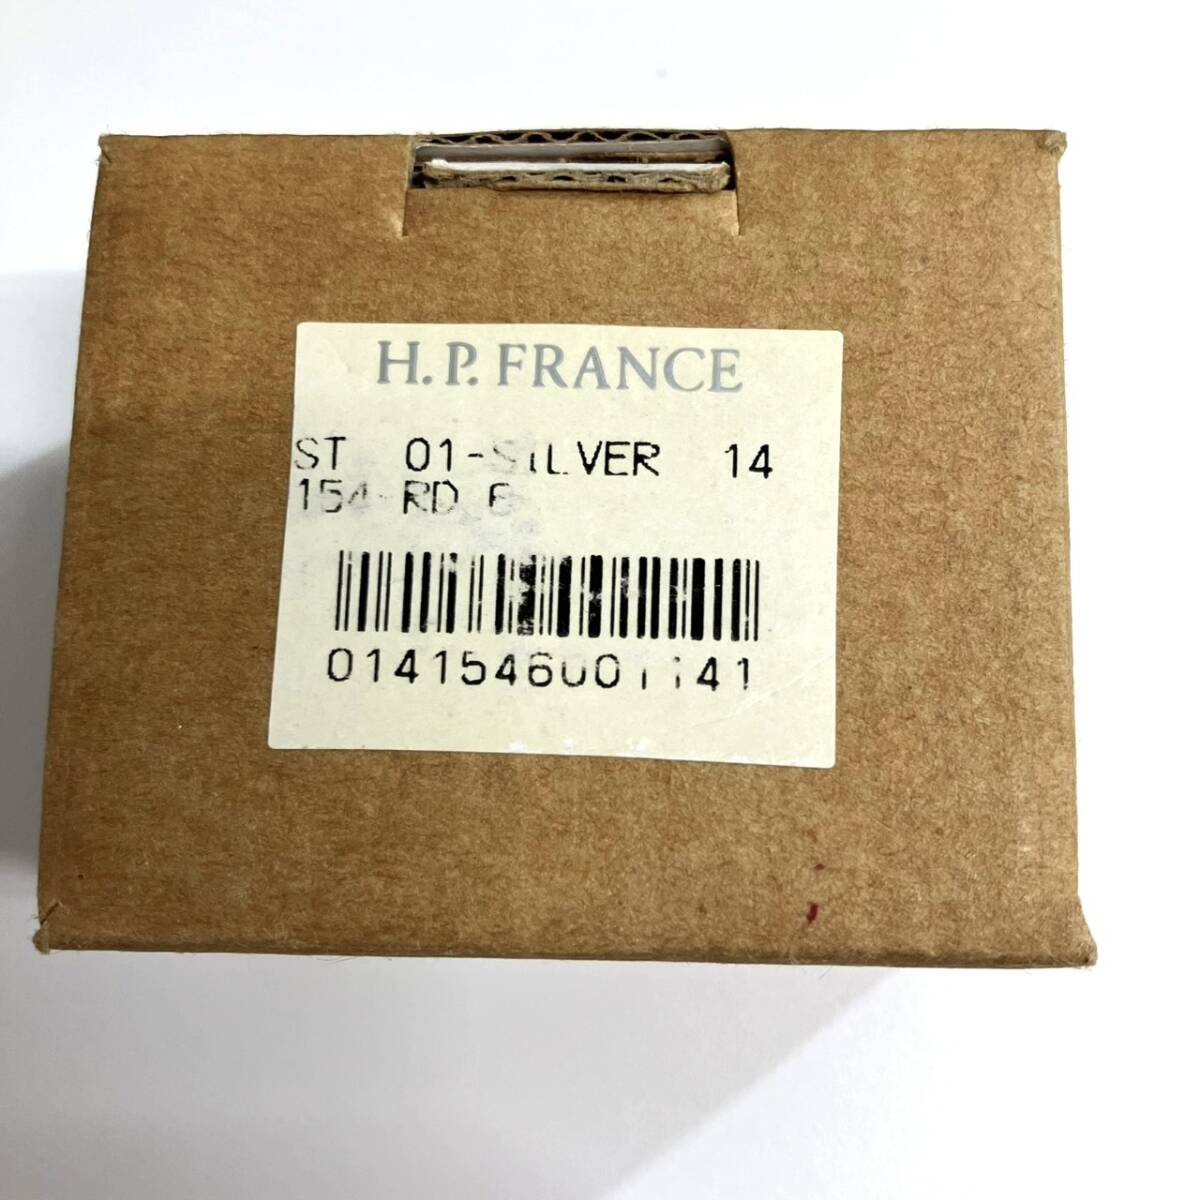 H.P. FRANCE
ST 01-SILVER 14
154-RD 6
0141546001141